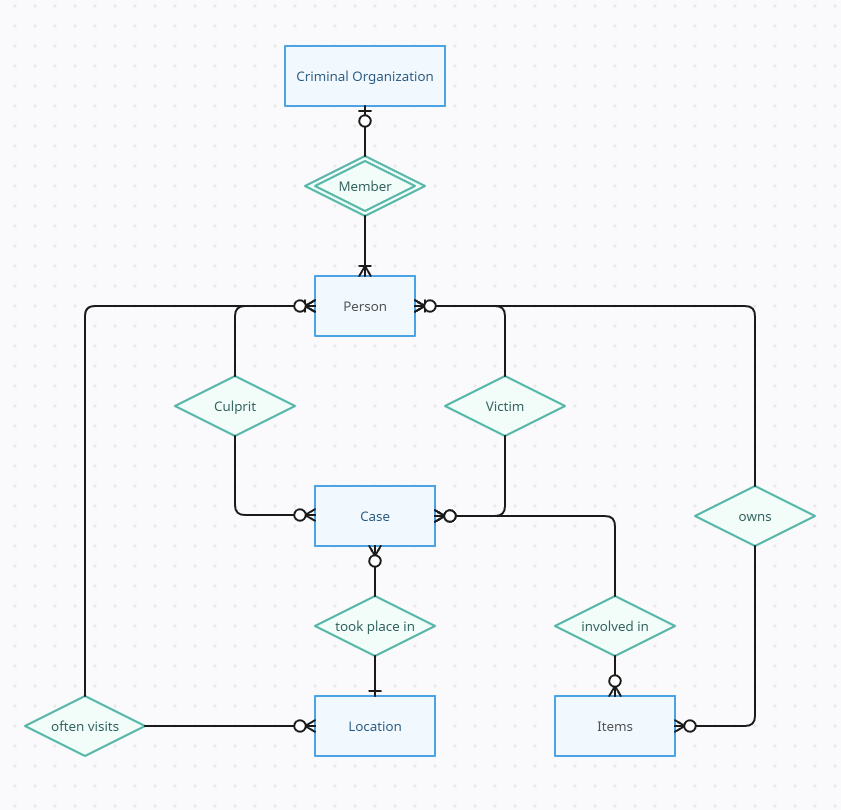 Criminal Organization
Member
Person
Culprit
Victim
Case
owns
took place in
involved in
often visits
Location
Items